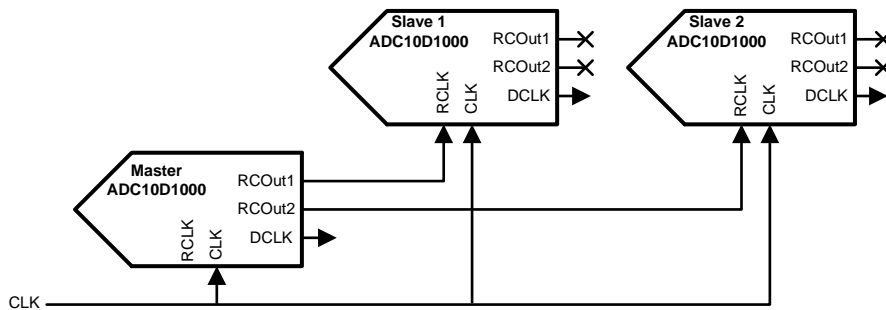 Slave 1
ADC10D1000
RCOut1
RCOut2
DCLK
RCLK
CLK
Slave 2
ADC10D1000
RCOut1
RCOut2
DCLK
RCLK
CLK
Master
ADC10D1000
RCOut1
RCOut2
DCLK
RCLK
CLK
CLK